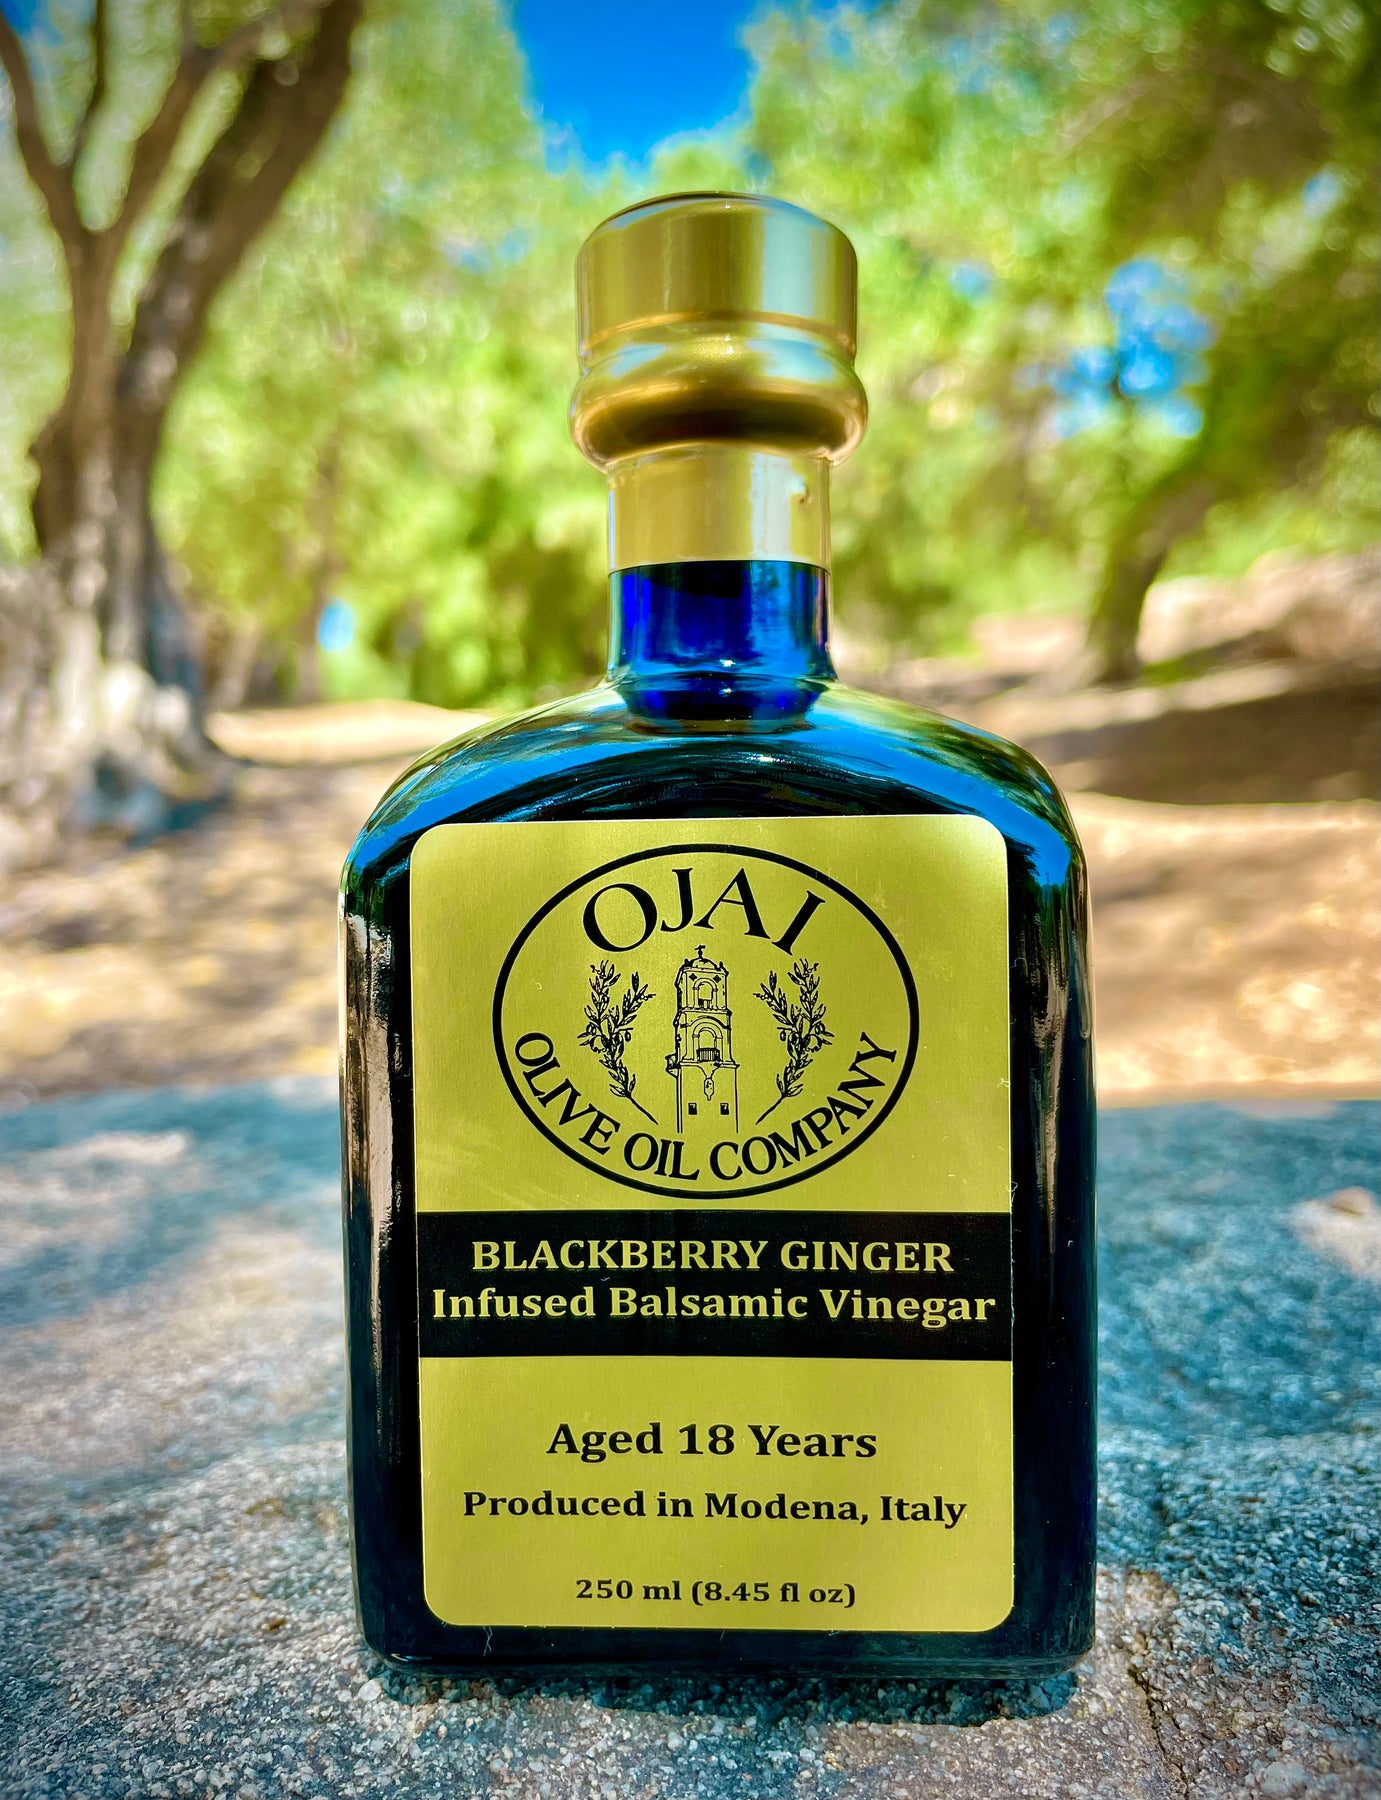 OJAI
OLIVE OIL COMPANY
BLACKBERRY GINGER
Infused Balsamic Vinegar
Aged 18 Years
Produced in Modena, Italy
250 ml (8.45 fl oz)